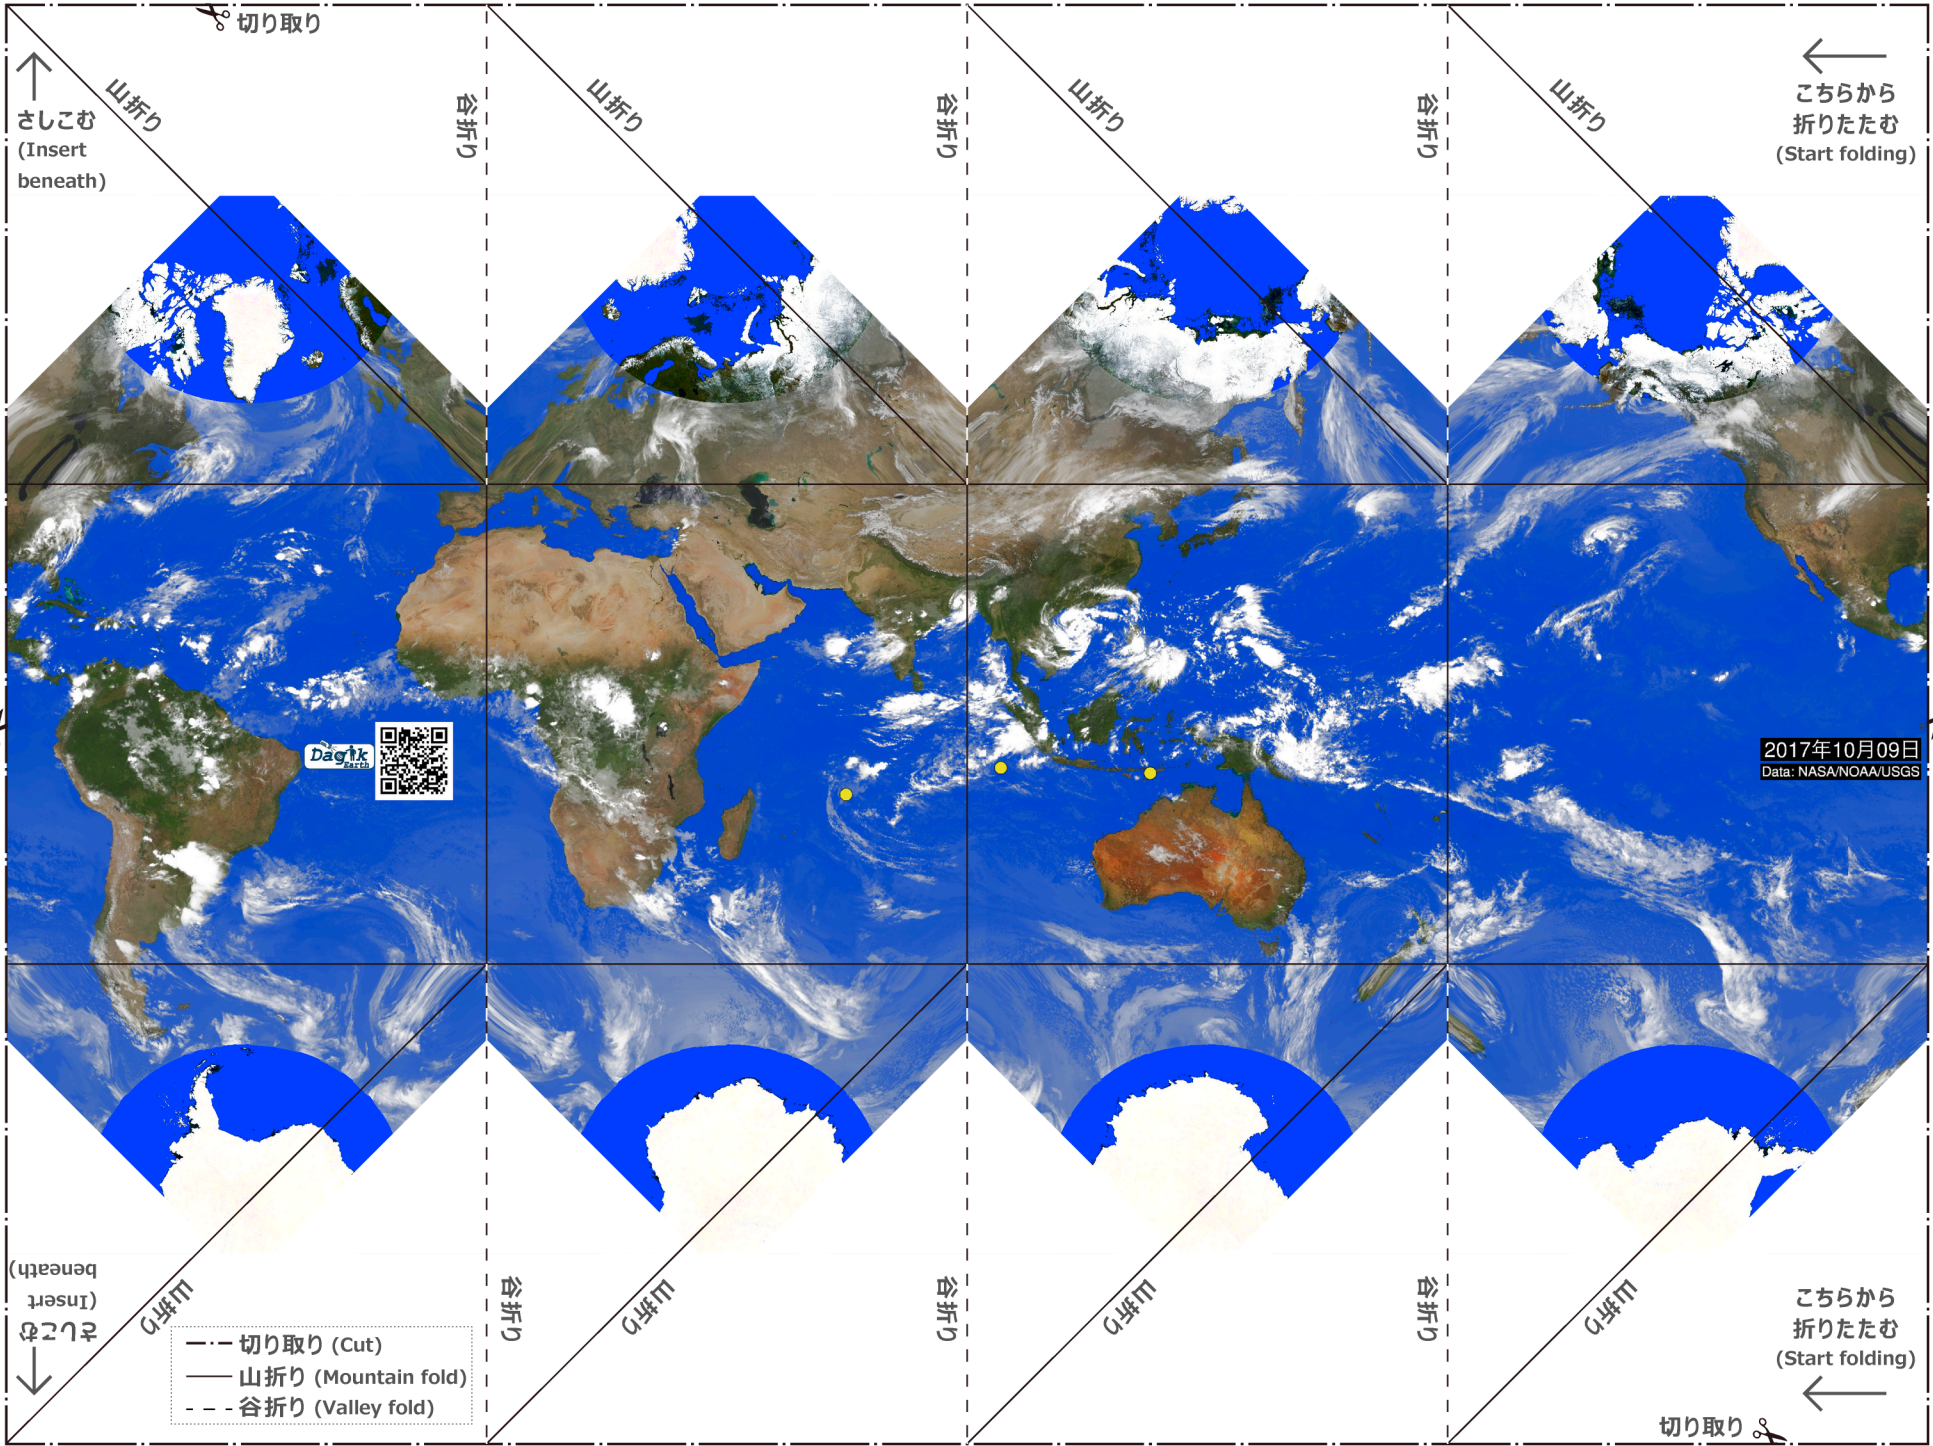 切り取り
山折り
谷折り
山折り
谷折り
山折り
谷折り
山折り
さしこむ
(Insert
beneath)
こちらから
折りたたむ
(Start folding)
Dagik
Earth
2017年10月09日
Data: NASA/NOAA/USGS
さしこむ
(Insert
beneath)
山折り
谷折り
山折り
谷折り
山折り
谷折り
山折り
こちらから
折りたたむ
(Start folding)
切り取り (Cut)
山折り (Mountain fold)
谷折り (Valley fold)
切り取り